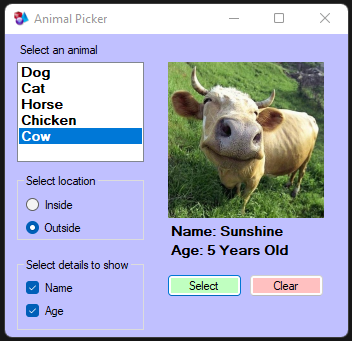 Animal Picker
Select an animal
Dog
Cat
Horse
Chicken
Cow
Select location
Inside
Outside
Select details to show
Name
Age
Name: Sunshine
Age: 5 Years Old
Select
Clear